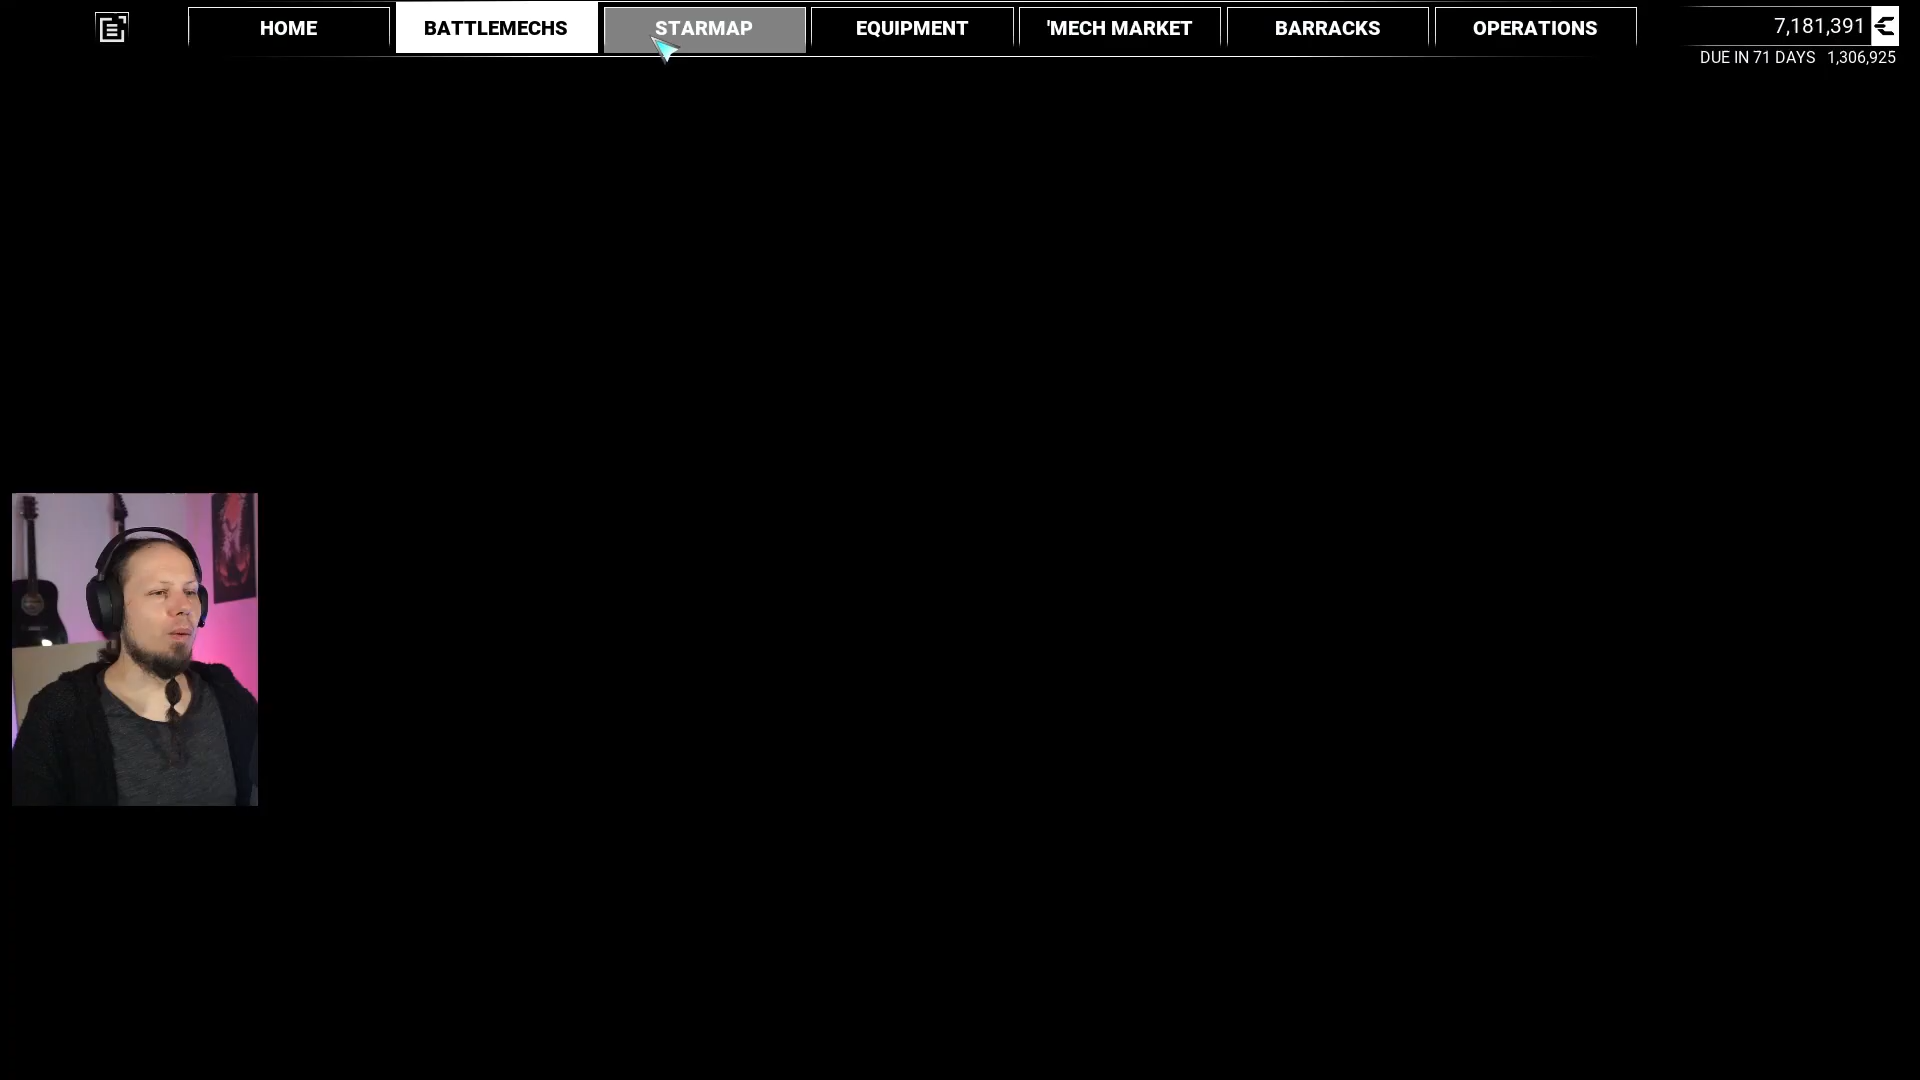 HOME
BATTLEMECHS
STARMAP
EQUIPMENT
'MECH MARKET
BARRACKS
OPERATIONS
7,181,391
DUE IN 71 DAYS 1,306,925